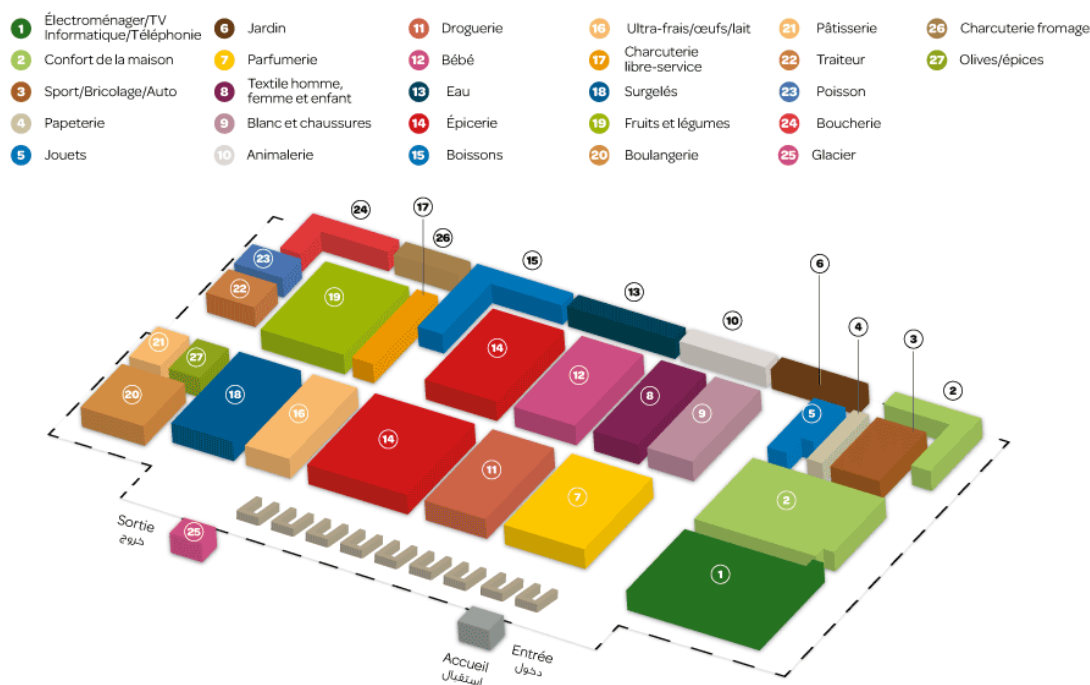 1 Électroménager/TV
Informatique/Téléphonie
2 Confort de la maison
3 Sport/Bricolage/Auto
4 Papeterie
5 Jouets
6 Jardin
7 Parfumerie
8 Textile homme,
femme et enfant
9 Blanc et chaussures
10 Animalerie
11 Droguerie
12 Bébé
13 Eau
14 Épicerie
15 Boissons
16 Ultra-frais/œufs/lait
17 Charcuterie
libre-service
18 Surgelés
19 Fruits et légumes
20 Boulangerie
21 Pâtisserie
22 Traiteur
23 Poisson
24 Boucherie
25 Glacier
26 Charcuterie fromage
27 Olives/épices
17
24
26
23
15
6
22
19
13
10
4
3
21
14
2
27
12
20
18
8
5
16
9
14
11
7
2
1
Sortie
خروج
25
Entrée
دخول
Accueil
استقبال